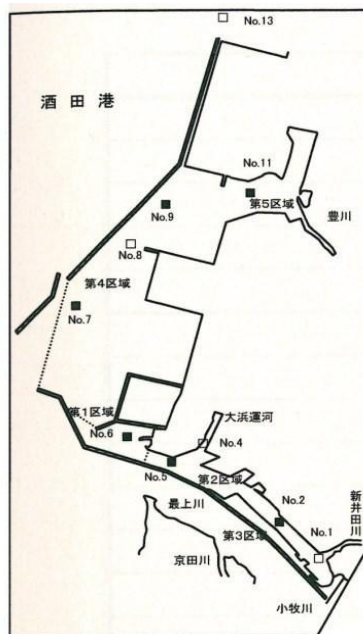 No.13
酒田港
No.11
第5区域
No.9
豊川
No.8
第4区域
No.7
第1区域
大浜運河
No.6
No.4
No.5
第2区域
No.2
新井田川
最上川
第3区域
No.1
京田川
小牧川